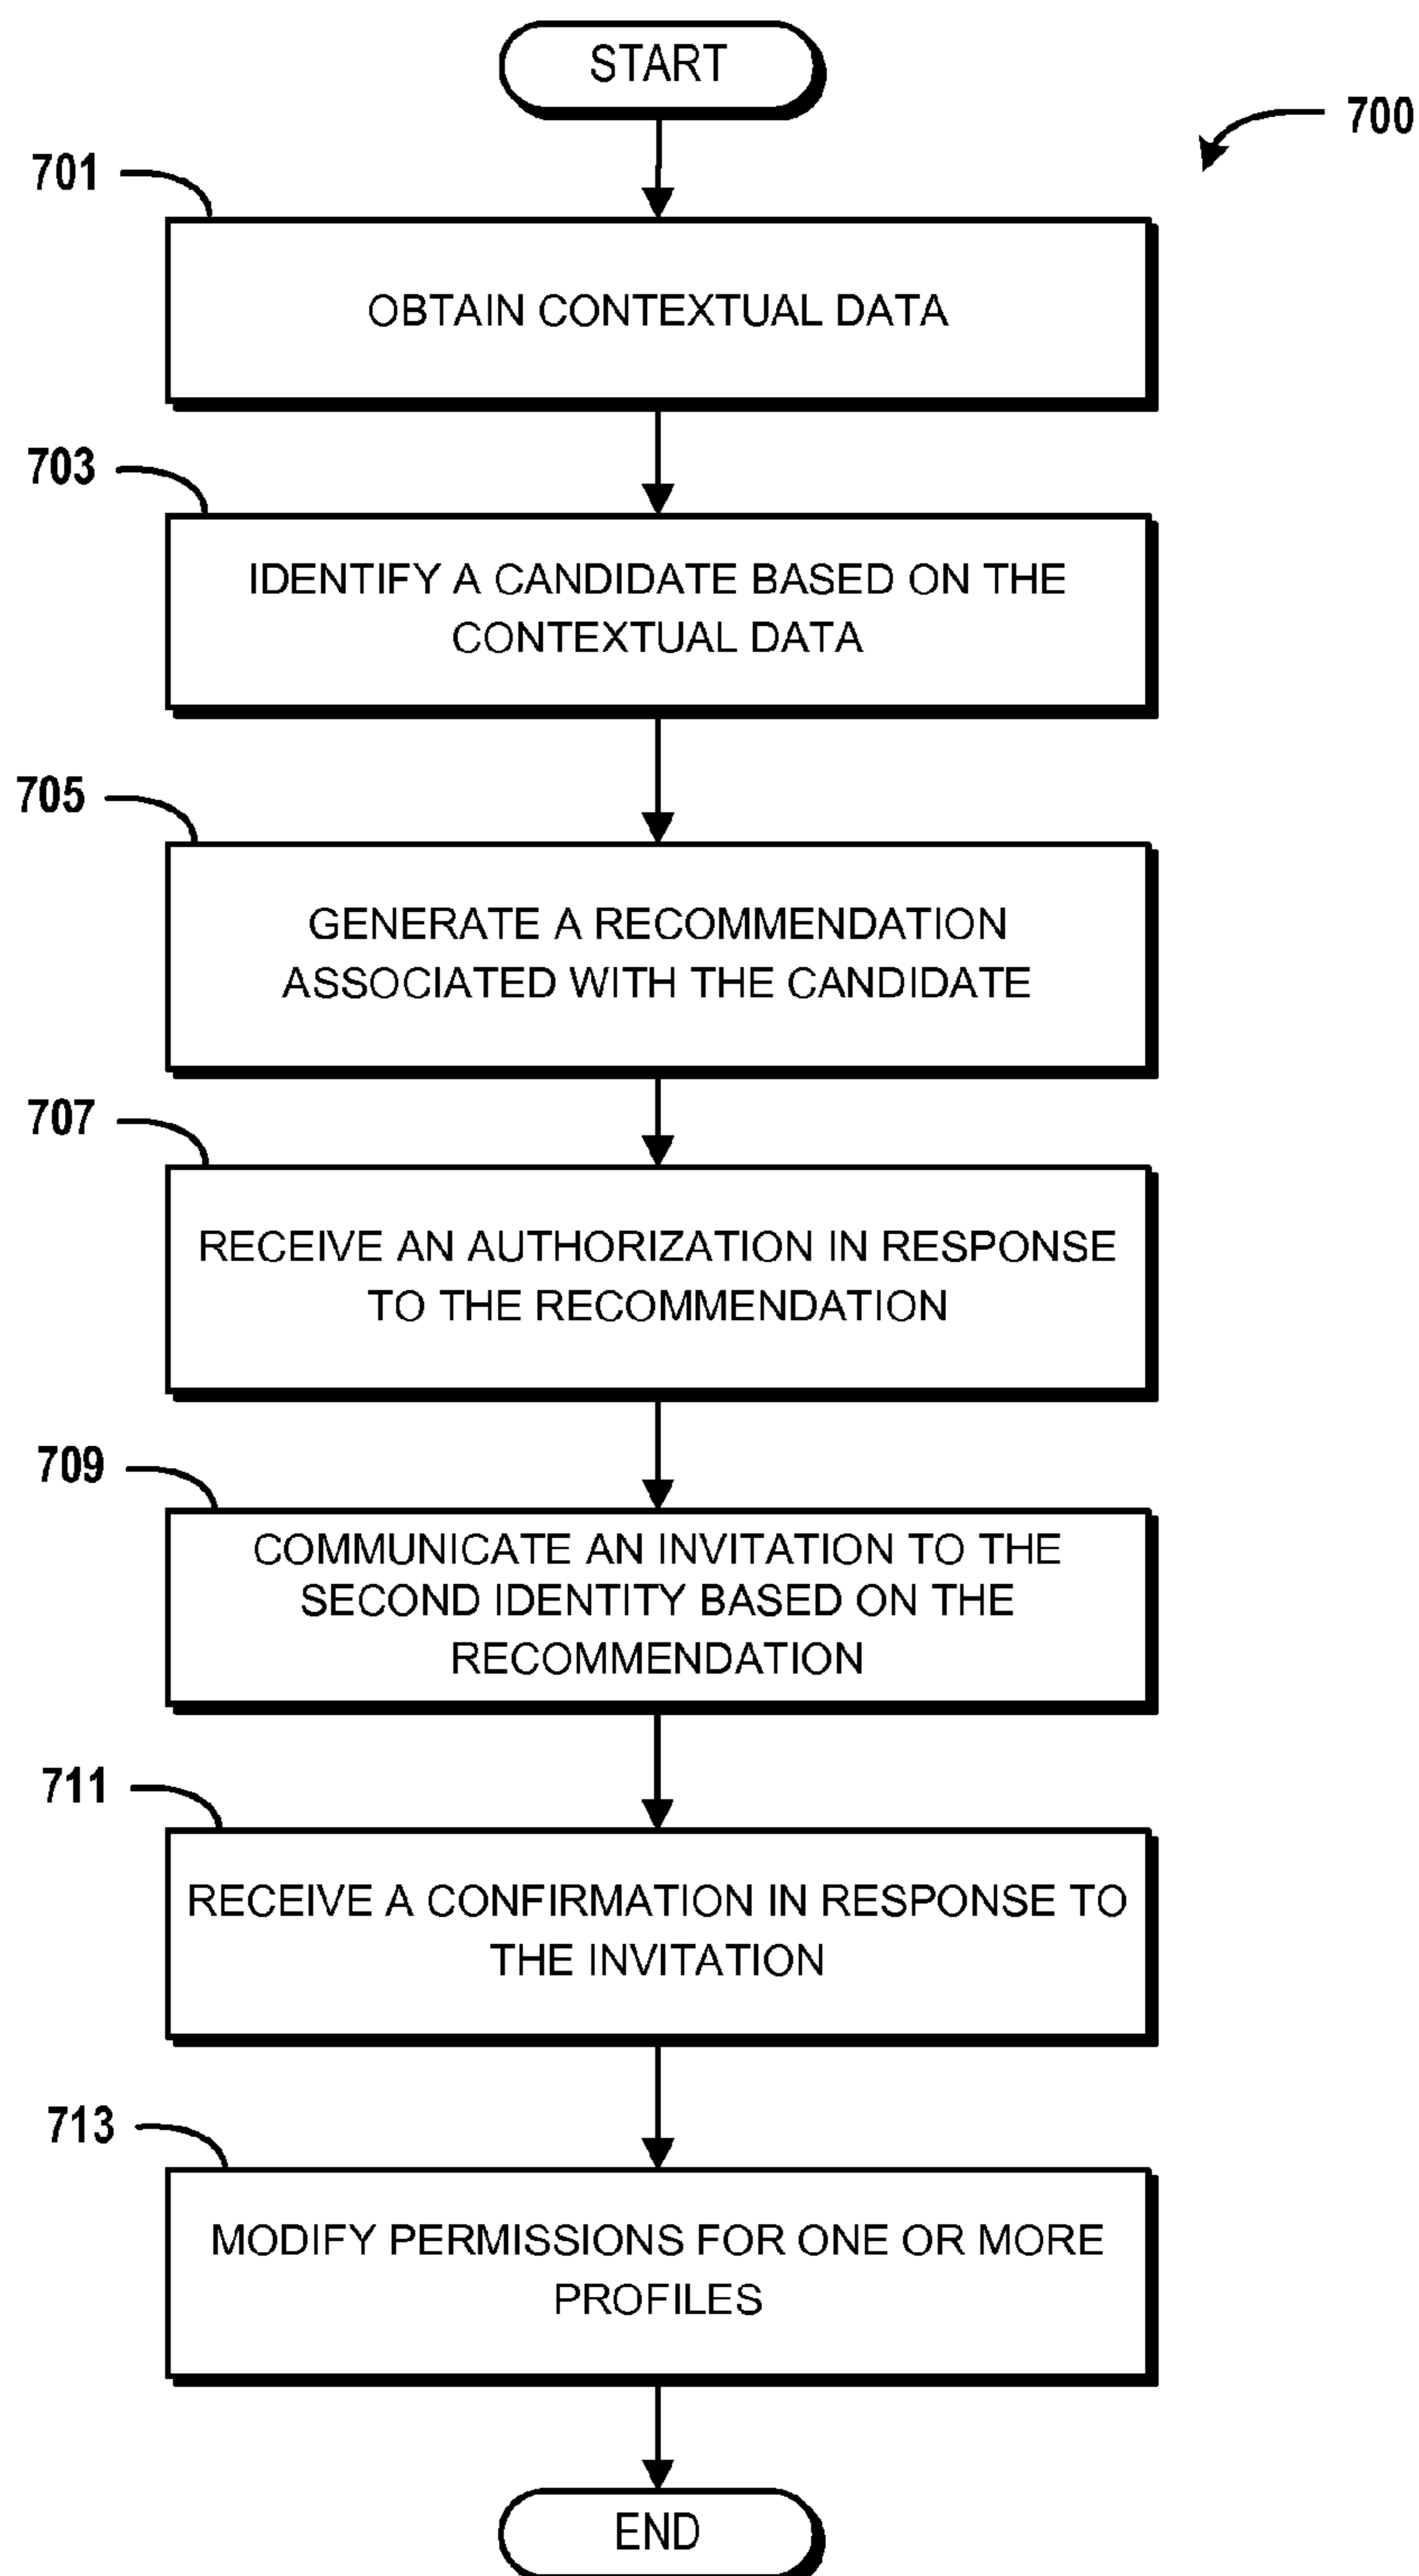 START
700
701
OBTAIN CONTEXTUAL DATA
703
IDENTIFY A CANDIDATE BASED ON THE
CONTEXTUAL DATA
705
GENERATE A RECOMMENDATION
ASSOCIATED WITH THE CANDIDATE
707
RECEIVE AN AUTHORIZATION IN RESPONSE
TO THE RECOMMENDATION
709
COMMUNICATE AN INVITATION TO THE
SECOND IDENTITY BASED ON THE
RECOMMENDATION
711
RECEIVE A CONFIRMATION IN RESPONSE TO
THE INVITATION
713
MODIFY PERMISSIONS FOR ONE OR MORE
PROFILES
END